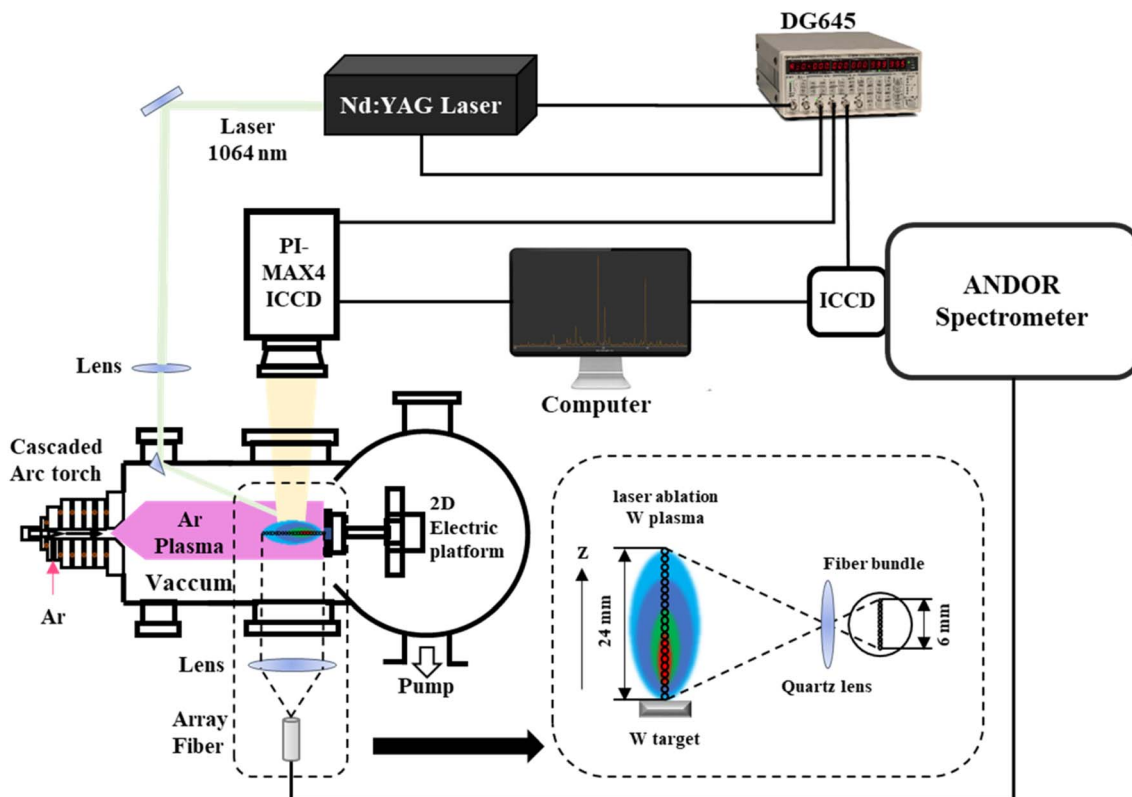 DG645
Nd:YAG Laser
Laser
1064 nm
PI-
MAX4
ICCD
ICCD
ANDOR
Spectrometer
Lens
Computer
Cascaded
Arc torch
Ar
Plasma
2D
Electric
platform
Vaccum
Ar
Lens
Pump
Array
Fiber
laser ablation
W plasma
Z
24 mm
Fiber bundle
6 mm
Quartz lens
W target